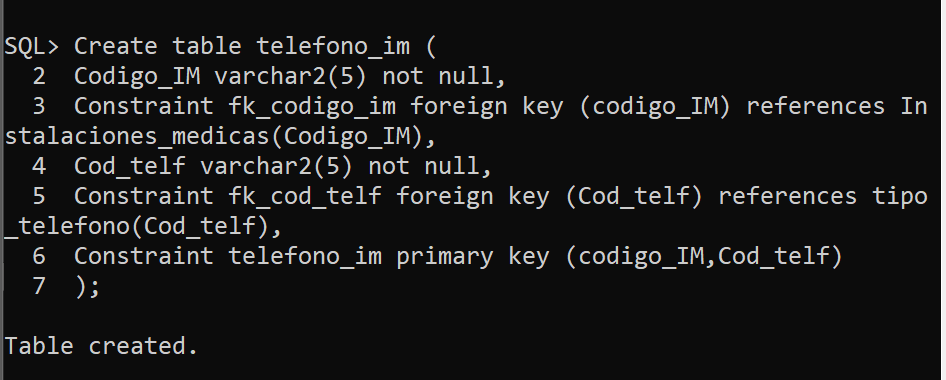 SQL> Create table telefono_im (
  2  Codigo_IM varchar2(5) not null,
  3  Constraint fk_codigo_im foreign key (codigo_IM) references In
stalaciones_medicas(Codigo_IM),
  4  Cod_telf varchar2(5) not null,
  5  Constraint fk_cod_telf foreign key (Cod_telf) references tipo
_telefono(Cod_telf),
  6  Constraint telefono_im primary key (codigo_IM,Cod_telf)
  7  );
Table created.